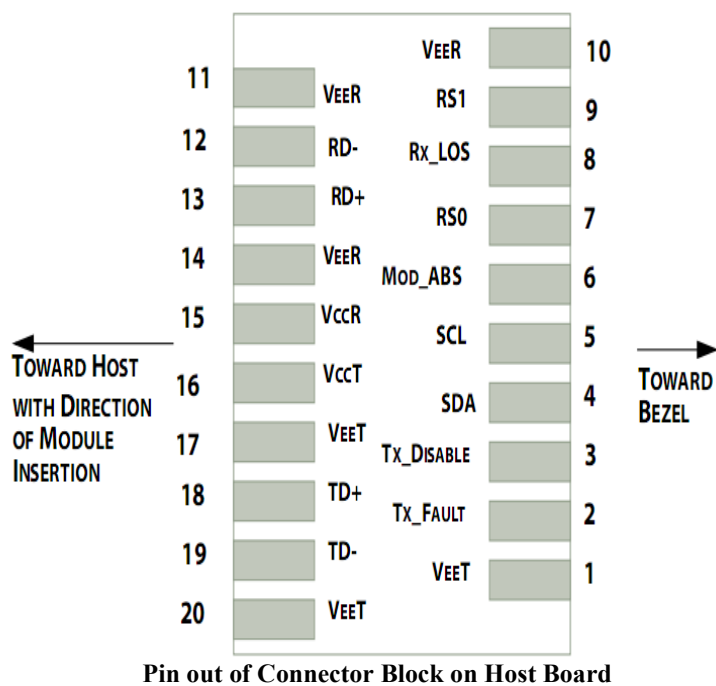 VEER 10
11 VEER
RS1 9
12 RD-
RX_LOS 8
13 RD+
RS0 7
14 VEER
MOD_ABS 6
15 VCCR
SCL 5
TOWARD HOST
WITH DIRECTION
OF MODULE
INSERTION
TOWARD
BEZEL
16 VCCT
SDA 4
17 VEET
TX_DISABLE 3
18 TD+
TX_FAULT 2
19 TD-
VEET 1
20 VEET
Pin out of Connector Block on Host Board